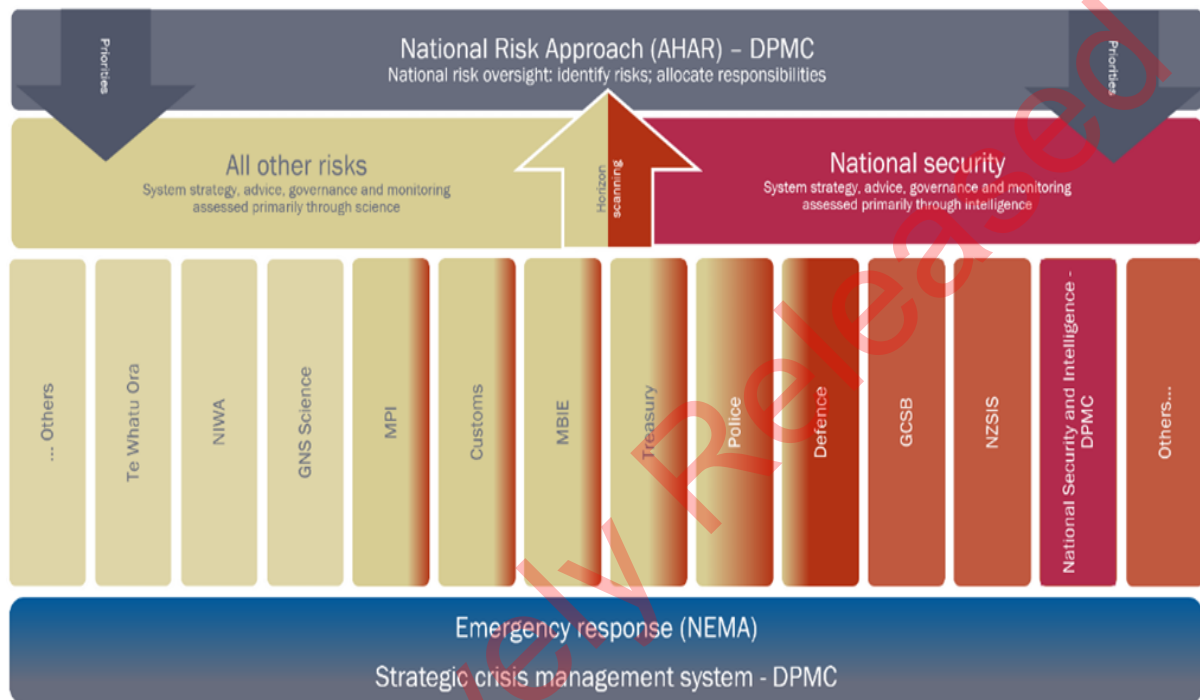 Priorities
National Risk Approach (AHAR) – DPMC
National risk oversight: identify risks; allocate responsibilities
Priorities
All other risks
System strategy, advice, governance and monitoring
assessed primarily through science
Horizon
scanning
National security
System strategy, advice, governance and monitoring
assessed primarily through intelligence
... Others
Te Whatu Ora
NIWA
GNS Science
MPI
Customs
MBIE
Treasury
Police
Defence
GCSB
NZSIS
National Security and Intelligence -
DPMC
Others...
Emergency response (NEMA)
Strategic crisis management system - DPMC
vely Released